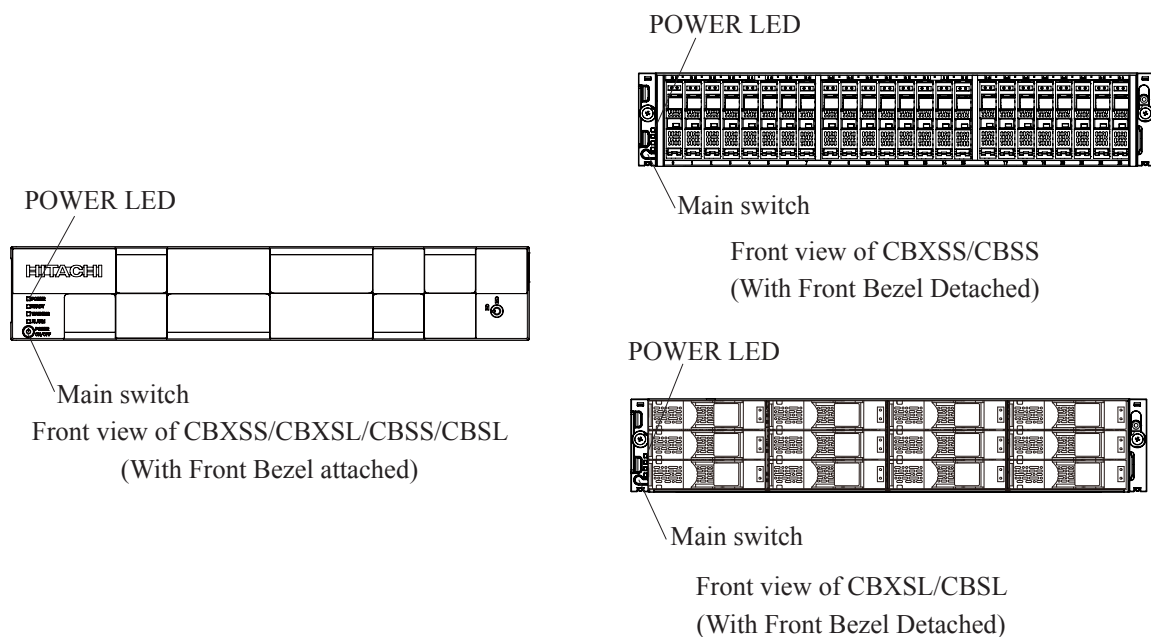 POWER LED
Main switch
Front view of CBXSS/CBSS
(With Front Bezel Detached)
POWER LED
HITACHI
Main switch
Front view of CBXSS/CBXSL/CBSS/CBSL
(With Front Bezel attached)
POWER LED
Main switch
Front view of CBXSL/CBSL
(With Front Bezel Detached)